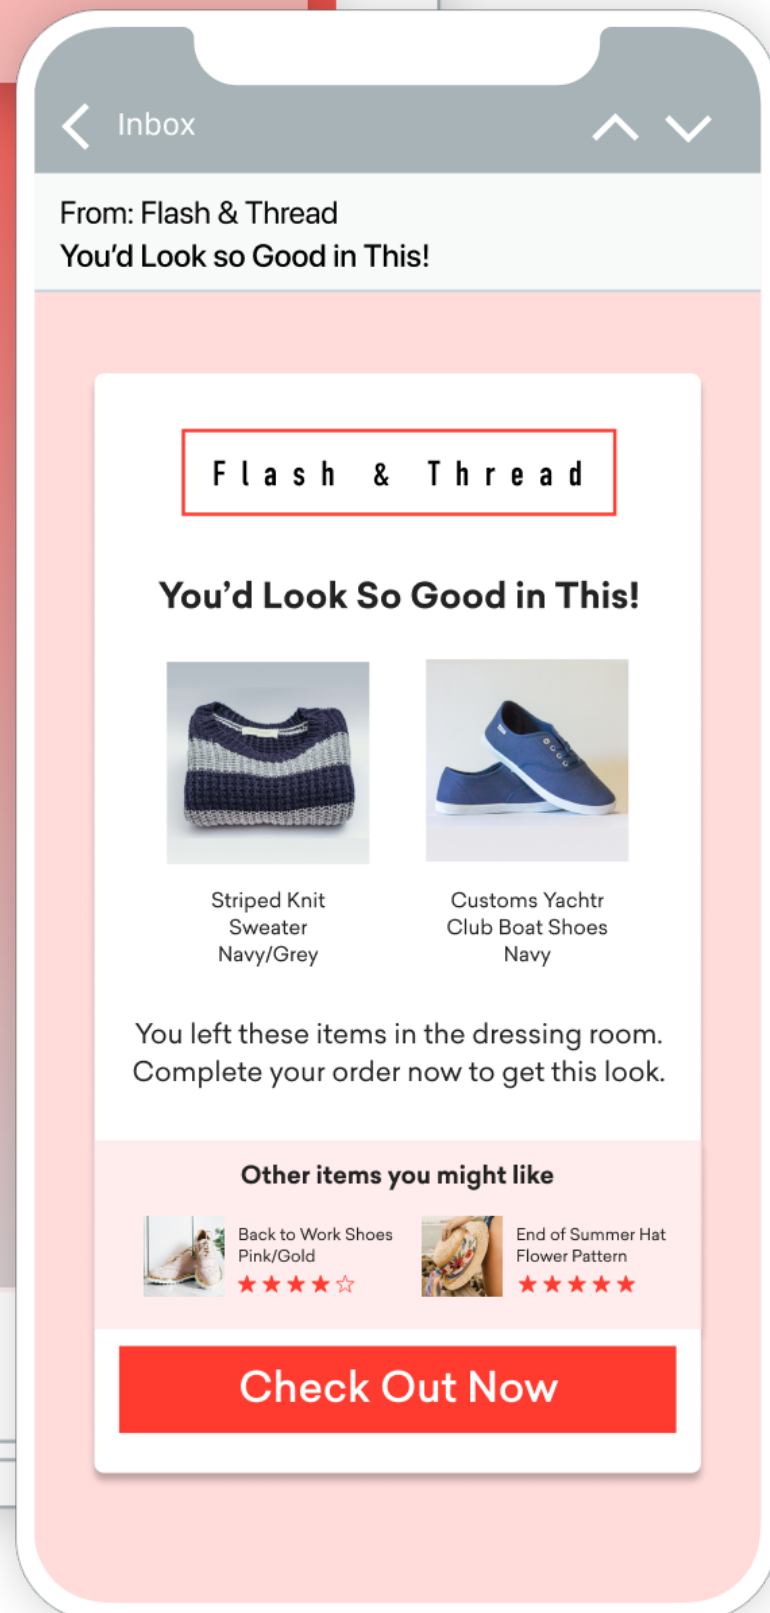 Inbox
From: Flash & Thread
You’d Look so Good in This!
Flash & Thread
You’d Look So Good in This!
Striped Knit
Sweater
Navy/Grey
Customs Yachtr
Club Boat Shoes
Navy
You left these items in the dressing room.
Complete your order now to get this look.
Other items you might like
Back to Work Shoes
Pink/Gold
End of Summer Hat
Flower Pattern
Check Out Now